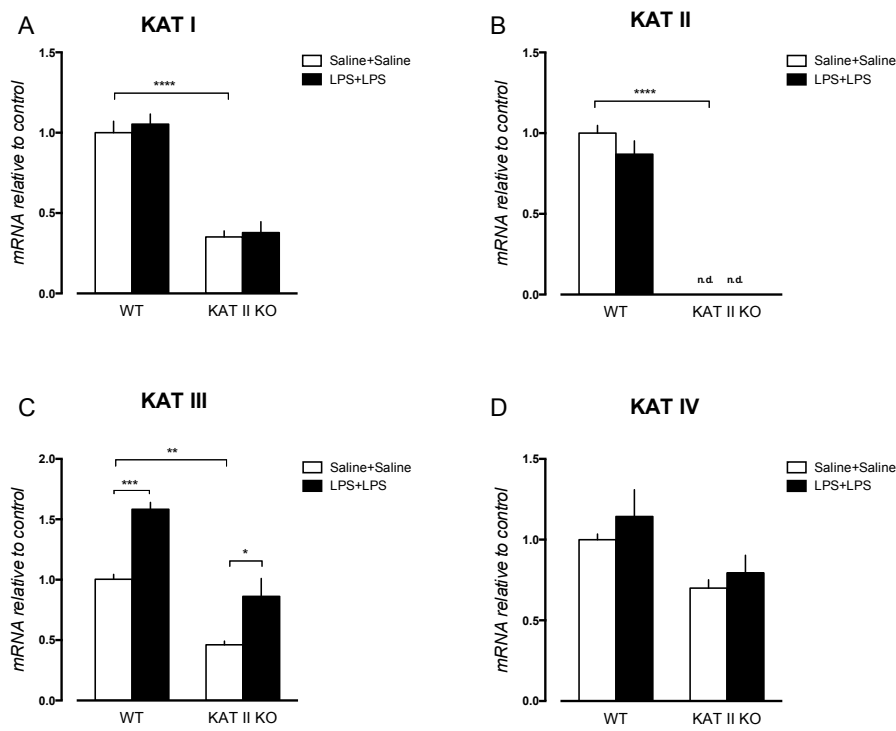 A
KAT I
mRNA relative to control
1.5
1.0
0.5
0.0
****
WT
KAT II KO
Saline+Saline
LPS+LPS
B
KAT II
mRNA relative to control
1.5
1.0
0.5
0.0
****
n.d.
n.d.
WT
KAT II KO
Saline+Saline
LPS+LPS
C
KAT III
mRNA relative to control
2.0
1.5
1.0
0.5
0.0
**
***
*
WT
KAT II KO
Saline+Saline
LPS+LPS
D
KAT IV
mRNA relative to control
1.5
1.0
0.5
0.0
WT
KAT II KO
Saline+Saline
LPS+LPS